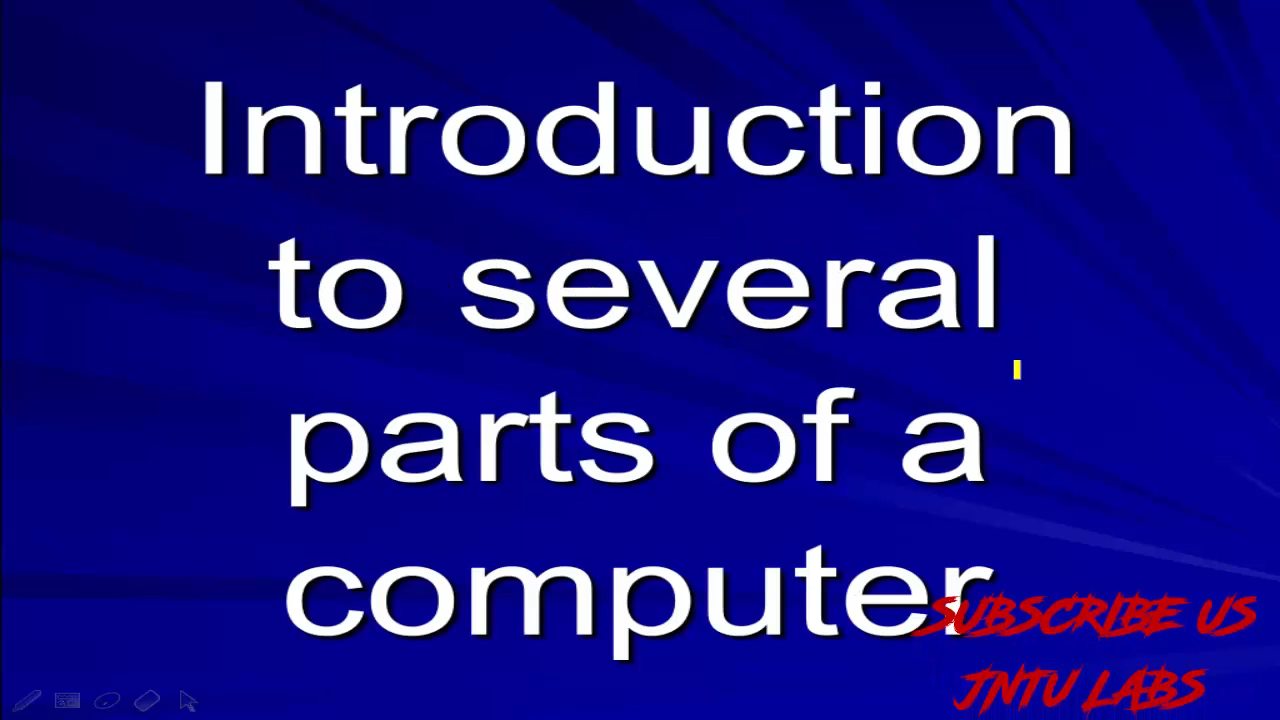 Introduction
to several
parts of a
computer
SUBSCRIBE US
JNTU LABS